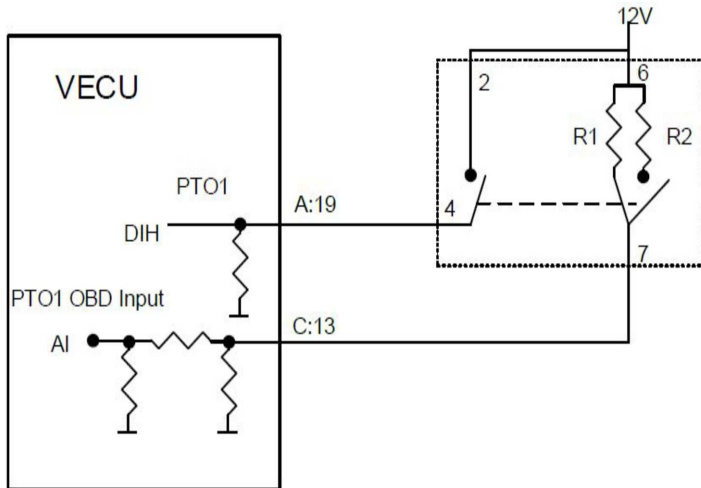 12V
VECU
2
6
R1
R2
PTO1
A:19
4
DIH
7
PTO1 OBD Input
C:13
AI